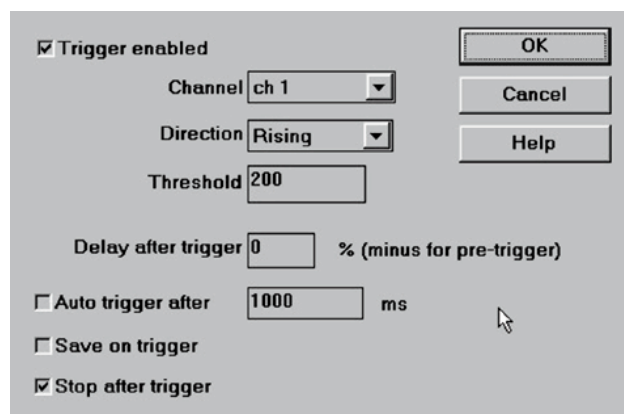 Trigger enabled
OK
Channel ch 1
Cancel
Direction Rising
Help
Threshold 200
Delay after trigger 0 % (minus for pre-trigger)
Auto trigger after 1000 ms
Save on trigger
Stop after trigger